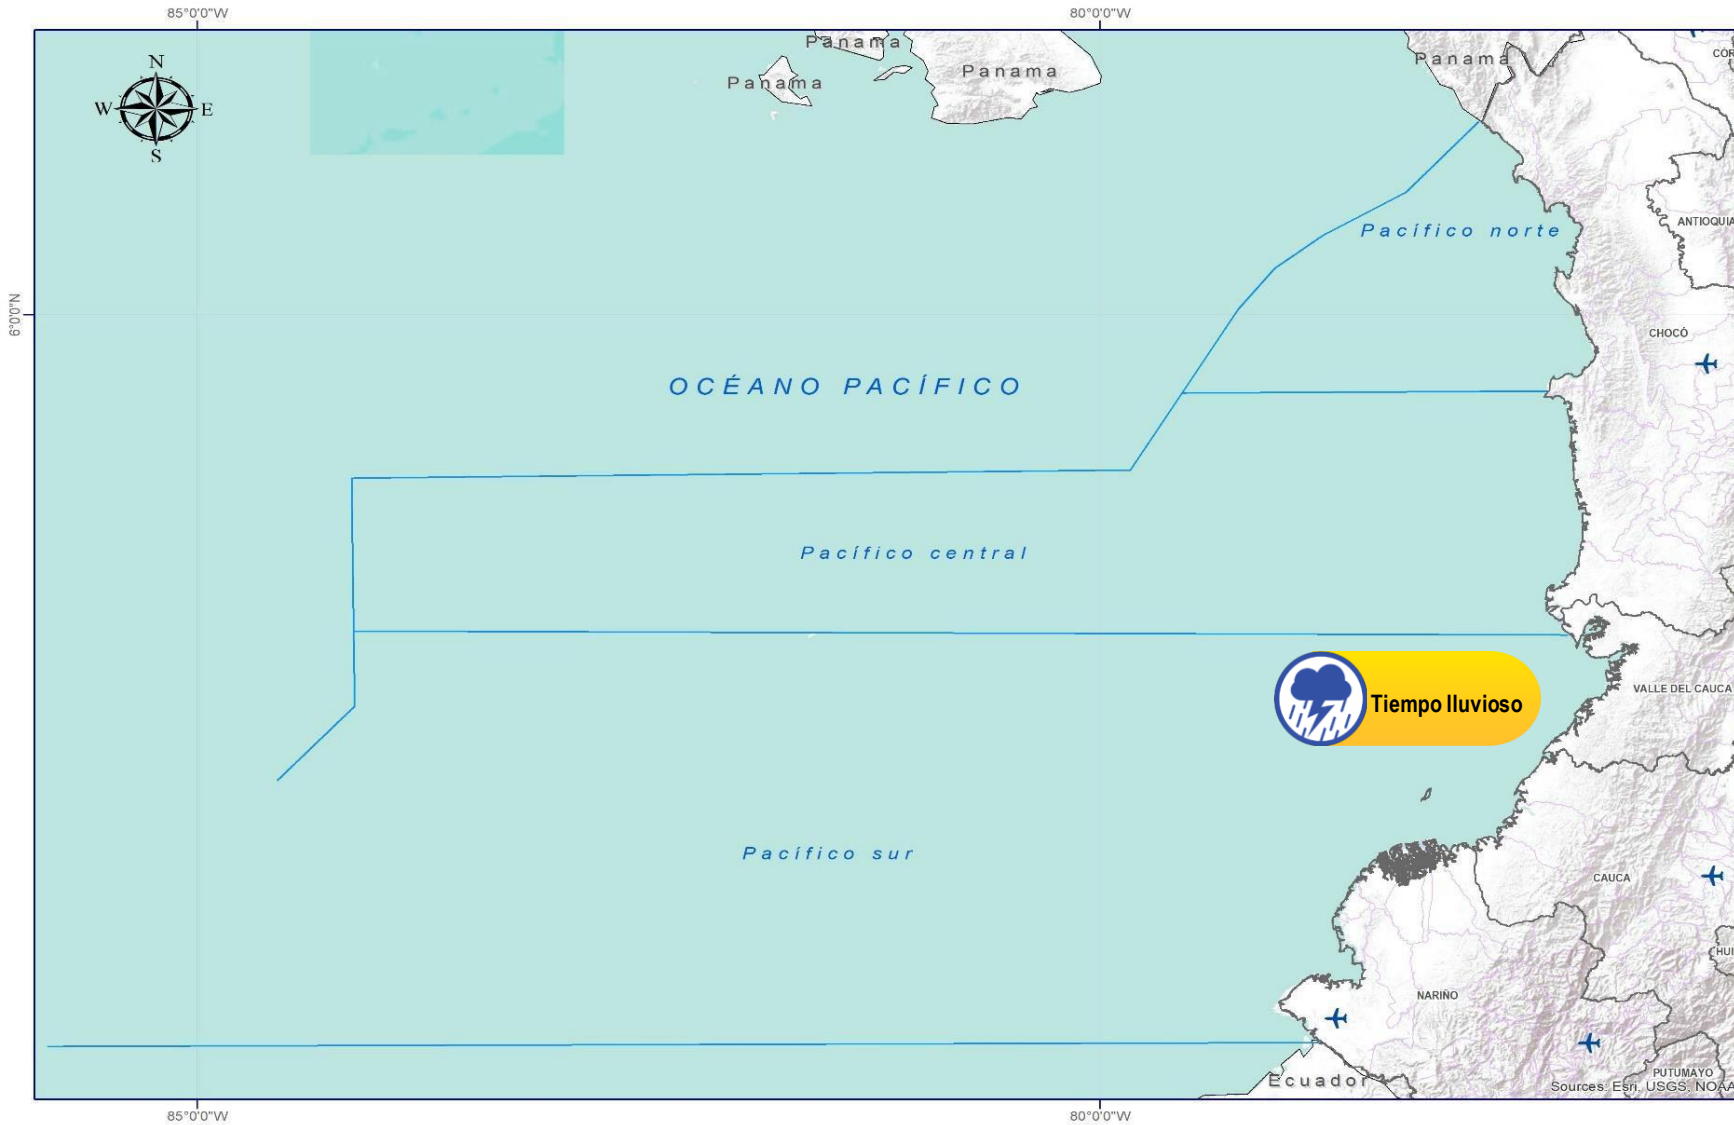 85°0'0"W
80°0'0"W
Panama
Panama
Panama
Panama
N
W
E
S
ANTIOQUIA
Pacífico norte
6°0'0"N
CHOCÓ
OCÉANO PACÍFICO
Pacífico central
VALLE DEL CAUCA
Tiempo lluvioso
Pacífico sur
CAUCA
HUI
NARIÑO
PUTUMAYO
Ecuador
Sources: Esri, USGS, NOAA
85°0'0"W
80°0'0"W